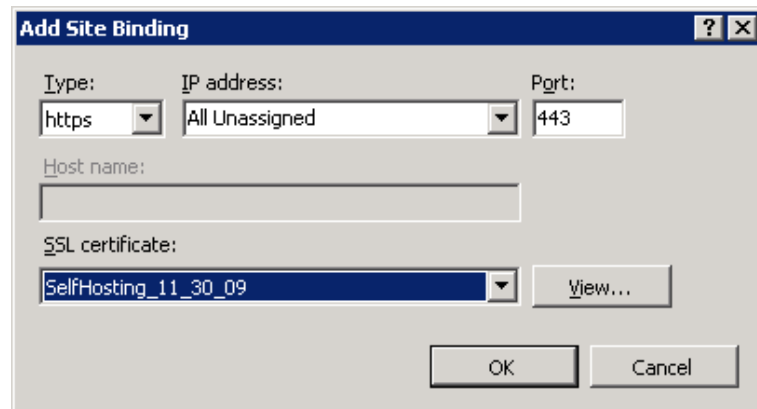 Add Site Binding
Type: IP address: Port:
https All Unassigned 443
Host name:
SSL certificate:
SelfHosting_11_30_09 View...
OK Cancel